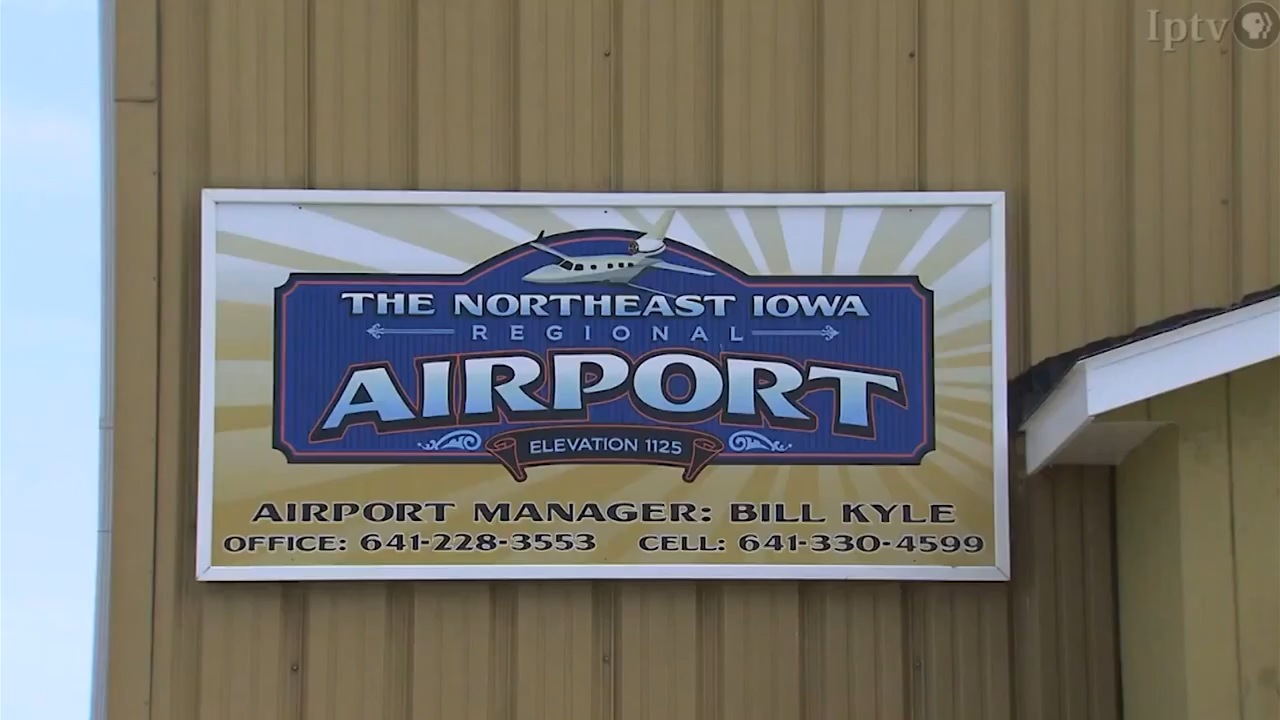 Iptv
THE NORTHEAST IOWA
REGIONAL
AIRPORT
ELEVATION 1125
AIRPORT MANAGER: BILL KYLE
OFFICE: 641-228-3553 CELL: 641-330-4599